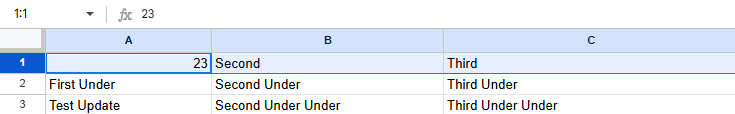 1:1 fx 23
A B C
1 23 Second Third
2 First Under Second Under Third Under
3 Test Update Second Under Under Third Under Under